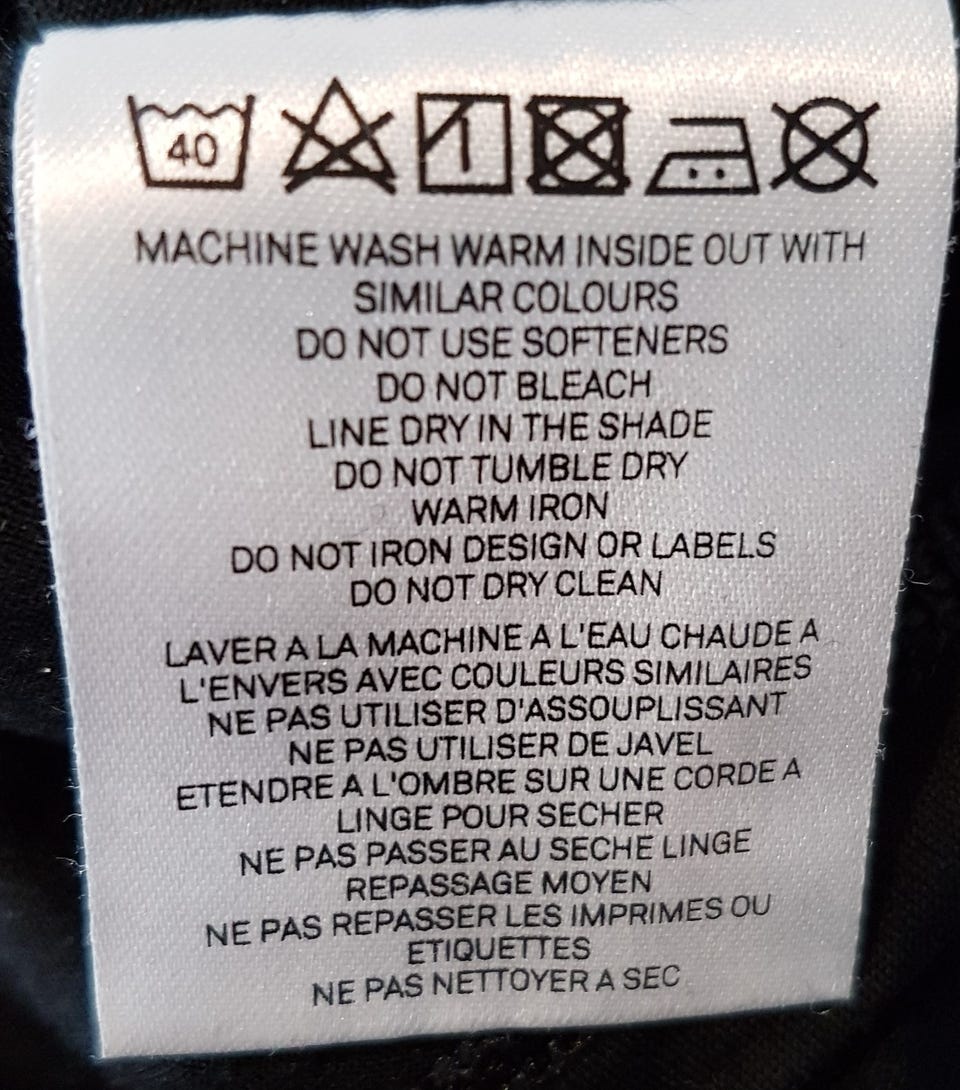 40
MACHINE WASH WARM INSIDE OUT WITH
SIMILAR COLOURS
DO NOT USE SOFTENERS
DO NOT BLEACH
LINE DRY IN THE SHADE
DO NOT TUMBLE DRY
WARM IRON
DO NOT IRON DESIGN OR LABELS
DO NOT DRY CLEAN
LAVER A LA MACHINE A L'EAU CHAUDE A
L'ENVERS AVEC COULEURS SIMILAIRES
NE PAS UTILISER D'ASSOUPLISSANT
NE PAS UTILISER DE JAVEL
ETENDRE A L'OMBRE SUR UNE CORDE A
LINGE POUR SECHER
NE PAS PASSER AU SECHE LINGE
REPASSAGE MOYEN
NE PAS REPASSER LES IMPRIMES OU
ETIQUETTES
NE PAS NETTOYER A SEC